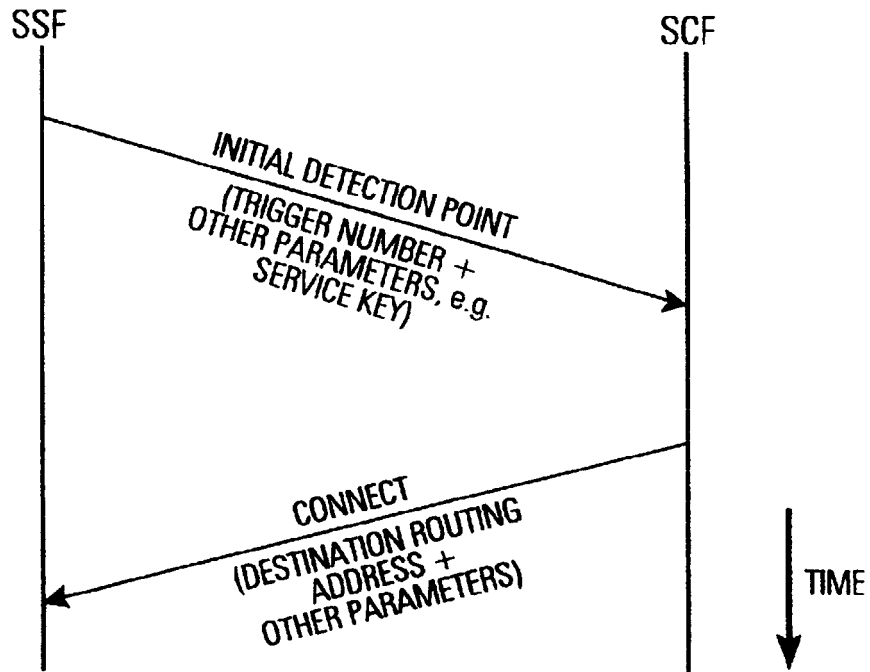 SSF
SCF
INITIAL DETECTION POINT
(TRIGGER NUMBER +
OTHER PARAMETERS, e.g.
SERVICE KEY)
CONNECT
(DESTINATION ROUTING
ADDRESS +
OTHER PARAMETERS)
TIME